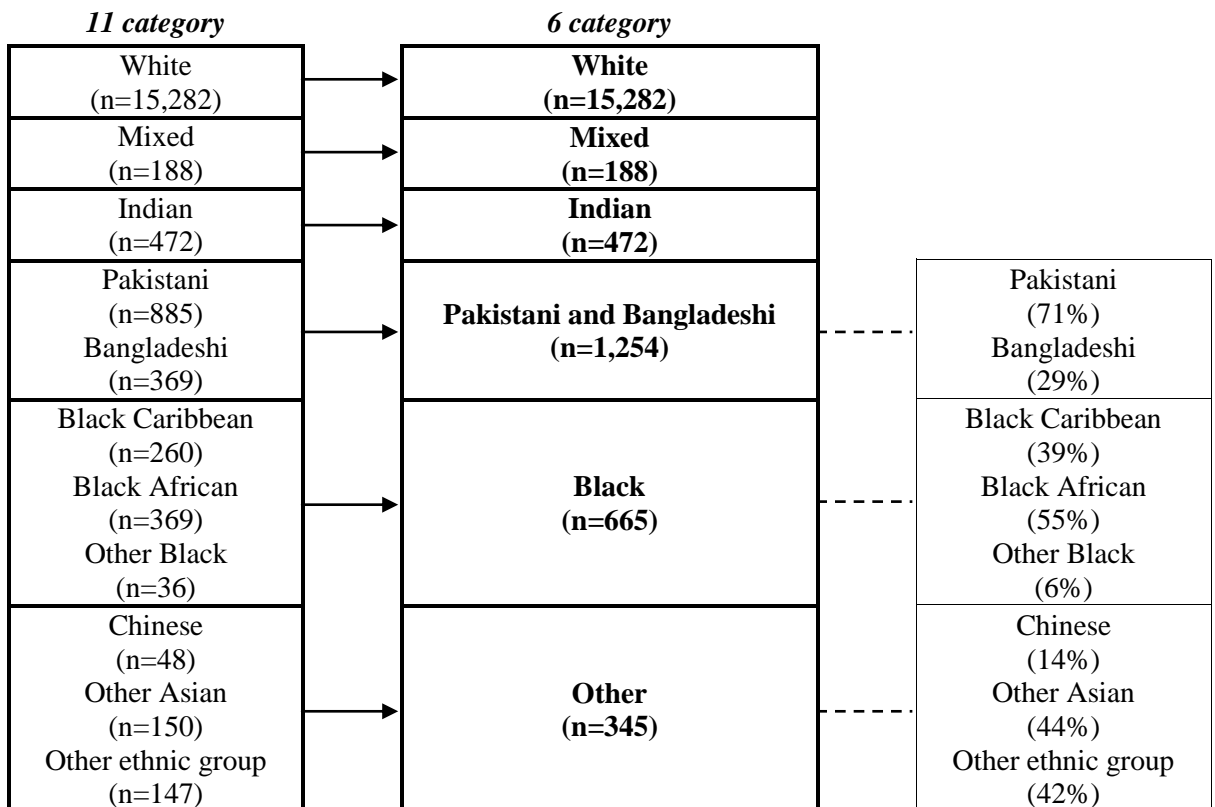 11 category
White
(n=15,282)
Mixed
(n=188)
Indian
(n=472)
Pakistani
(n=885)
Bangladeshi
(n=369)
Black Caribbean
(n=260)
Black African
(n=369)
Other Black
(n=36)
Chinese
(n=48)
Other Asian
(n=150)
Other ethnic group
(n=147)
6 category
White
(n=15,282)
Mixed
(n=188)
Indian
(n=472)
Pakistani and Bangladeshi
(n=1,254)
Black
(n=665)
Other
(n=345)
Pakistani
(71%)
Bangladeshi
(29%)
Black Caribbean
(39%)
Black African
(55%)
Other Black
(6%)
Chinese
(14%)
Other Asian
(44%)
Other ethnic group
(42%)